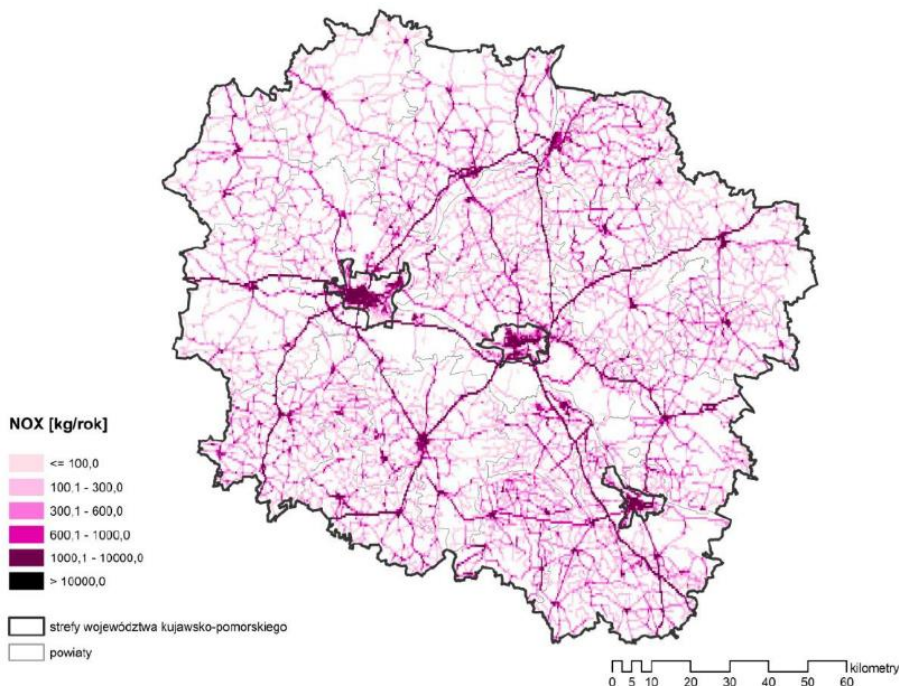 NOX [kg/rok]
<= 100,0
100,1 - 300,0
300,1 - 600,0
600,1 - 1000,0
1000,1 - 10000,0
> 10000,0
strefy województwa kujawsko-pomorskiego
powiaty
kilometry
0 5 10 20 30 40 50 60